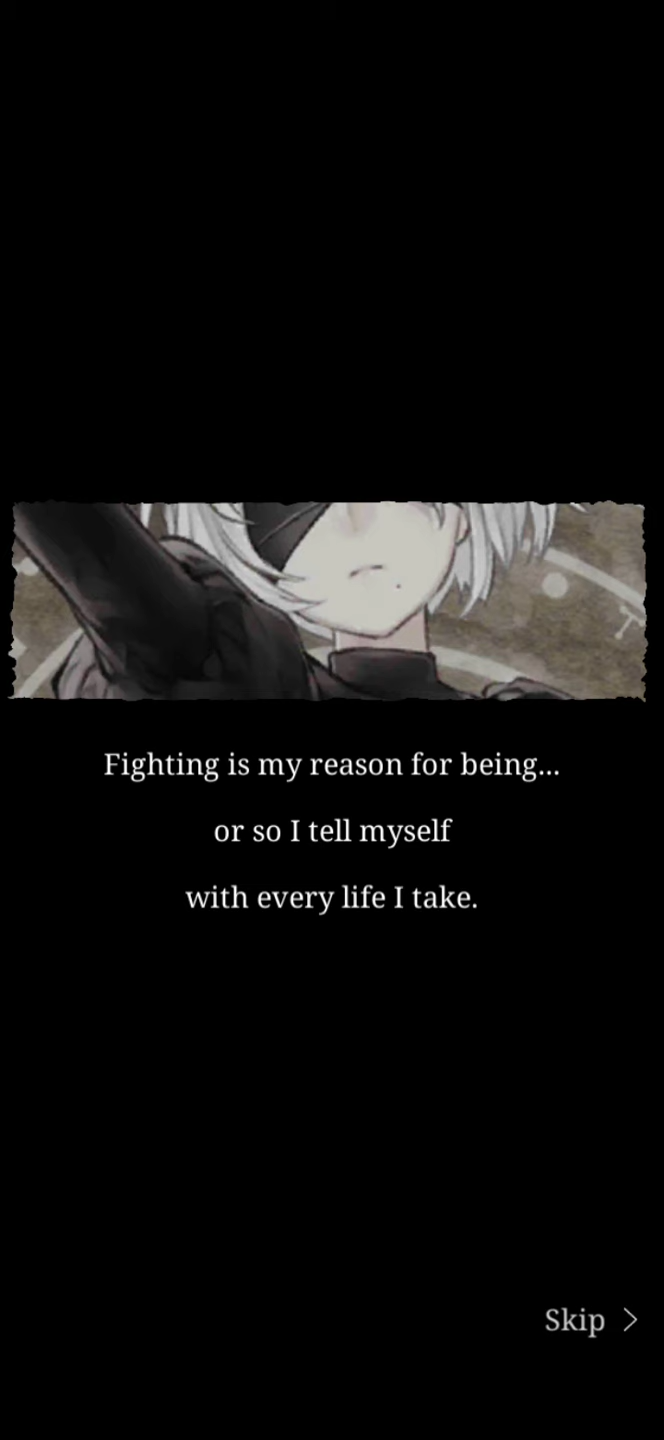 Fighting is my reason for being...
or so I tell myself
with every life I take.
Skip >